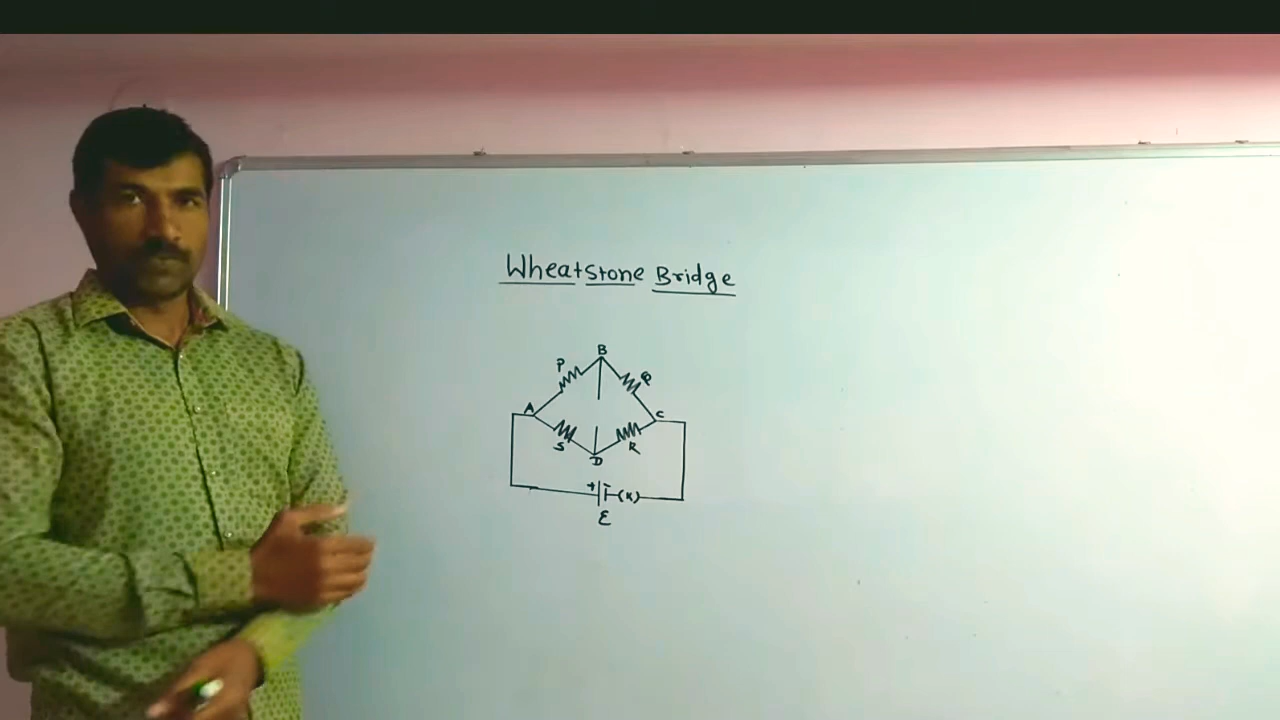 Wheatstone Bridge
B
P Q
A C
S R
D
+ - (K)
E